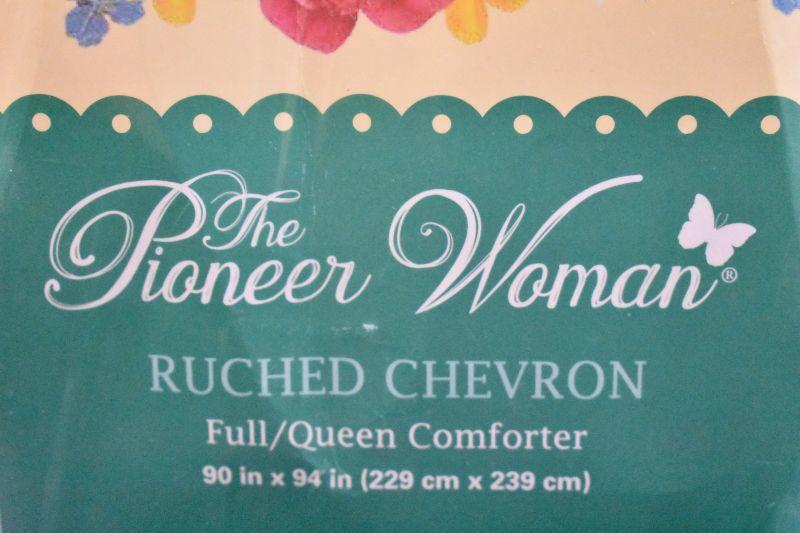 The
Pioneer Woman®
RUCHED CHEVRON
Full/Queen Comforter
90 in x 94 in (229 cm x 239 cm)